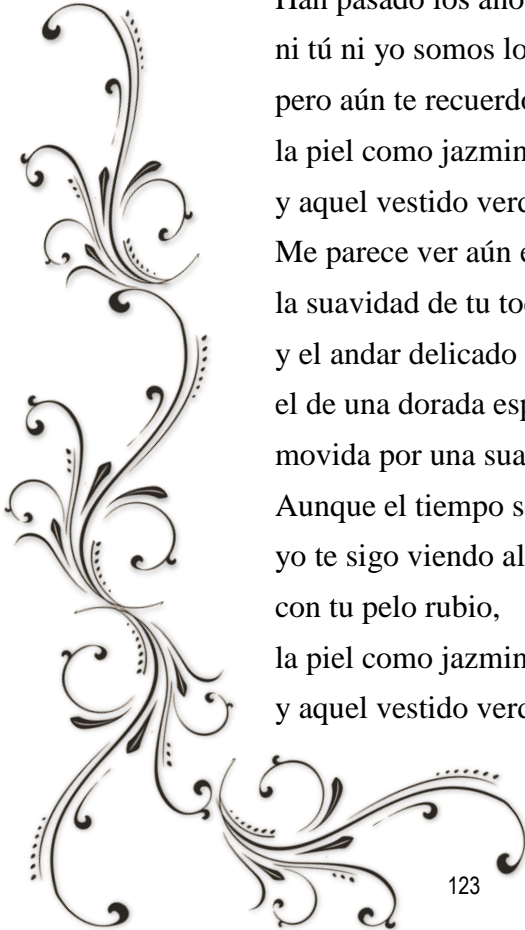 Han pasado los año
ni tú ni yo somos lo
pero aún te recuerdo
la piel como jazmin
y aquel vestido verd
Me parece ver aún e
la suavidad de tu to
y el andar delicado
el de una dorada esp
movida por una sua
Aunque el tiempo s
yo te sigo viendo al
con tu pelo rubio,
la piel como jazmin
y aquel vestido verd
123